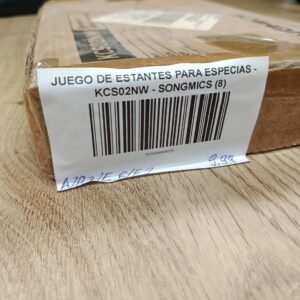 JUEGO DE ESTANTES PARA ESPECIAS -
KCS02NW - SONGMICS (8)
9,99